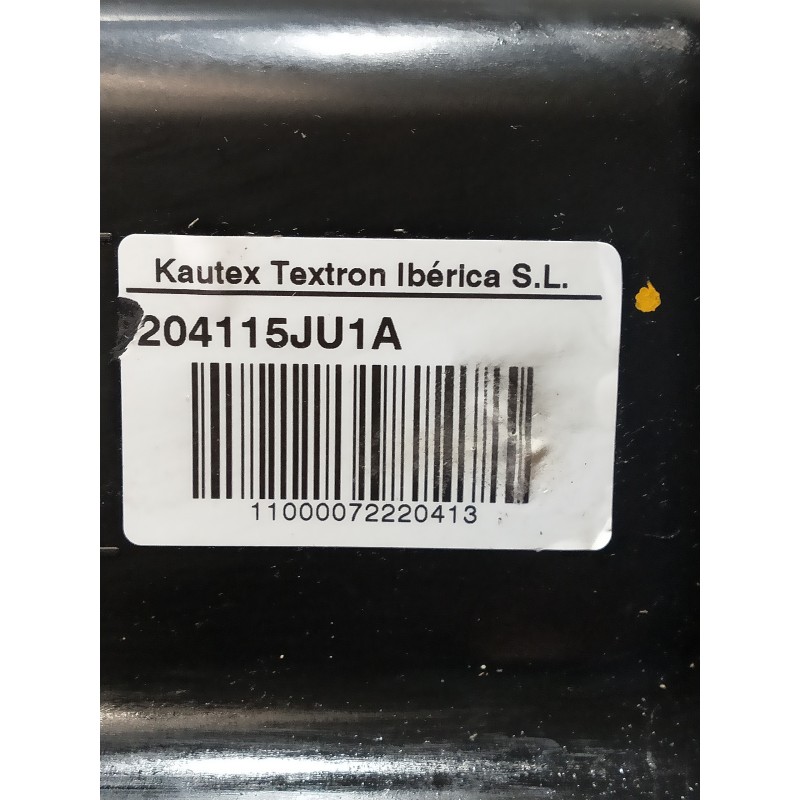 Kautex Textron Ibérica S.L.
204115JU1A
11000072220413